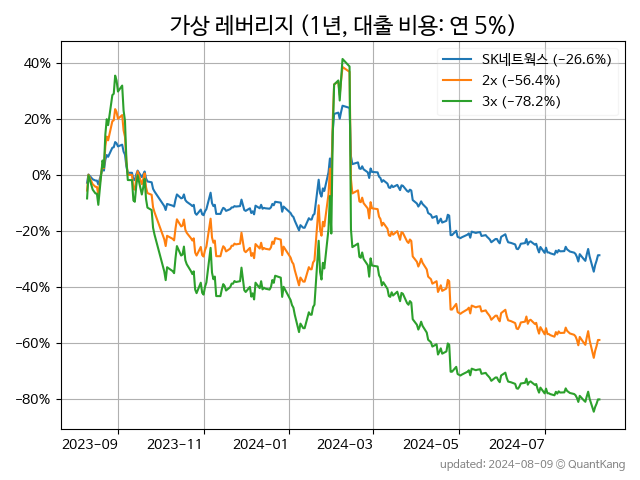 가상 레버리지 (1년, 대출 비용: 연 5%)
SK네트웍스 (−26.6%)
2x (−56.4%)
3x (−78.2%)
40%
20%
0%
−20%
−40%
−60%
−80%
2023-09
2023-11
2024-01
2024-03
2024-05
2024-07
updated: 2024-08-09 © QuantKang